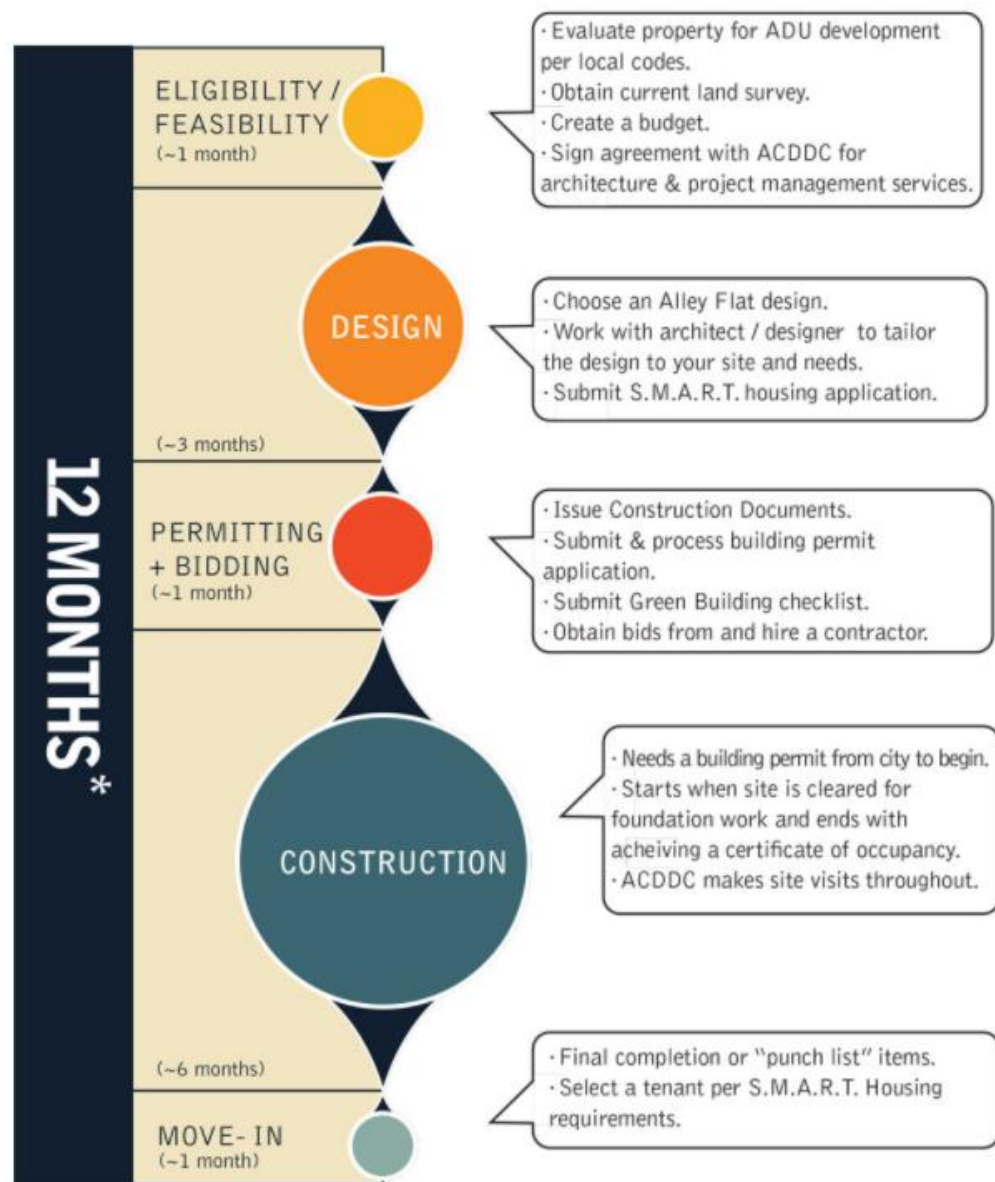 12 MONTHS*
ELIGIBILITY /
FEASIBILITY
(~1 month)
· Evaluate property for ADU development
per local codes.
· Obtain current land survey.
· Create a budget.
· Sign agreement with ACDDC for
architecture & project management services.
DESIGN
(~3 months)
· Choose an Alley Flat design.
· Work with architect / designer to tailor
the design to your site and needs.
· Submit S.M.A.R.T. housing application.
PERMITTING
+ BIDDING
(~1 month)
· Issue Construction Documents.
· Submit & process building permit
application.
· Submit Green Building checklist.
· Obtain bids from and hire a contractor.
CONSTRUCTION
(~6 months)
· Needs a building permit from city to begin.
· Starts when site is cleared for
foundation work and ends with
acheiving a certificate of occupancy.
· ACDDC makes site visits throughout.
MOVE- IN
(~1 month)
· Final completion or "punch list" items.
· Select a tenant per S.M.A.R.T. Housing
requirements.